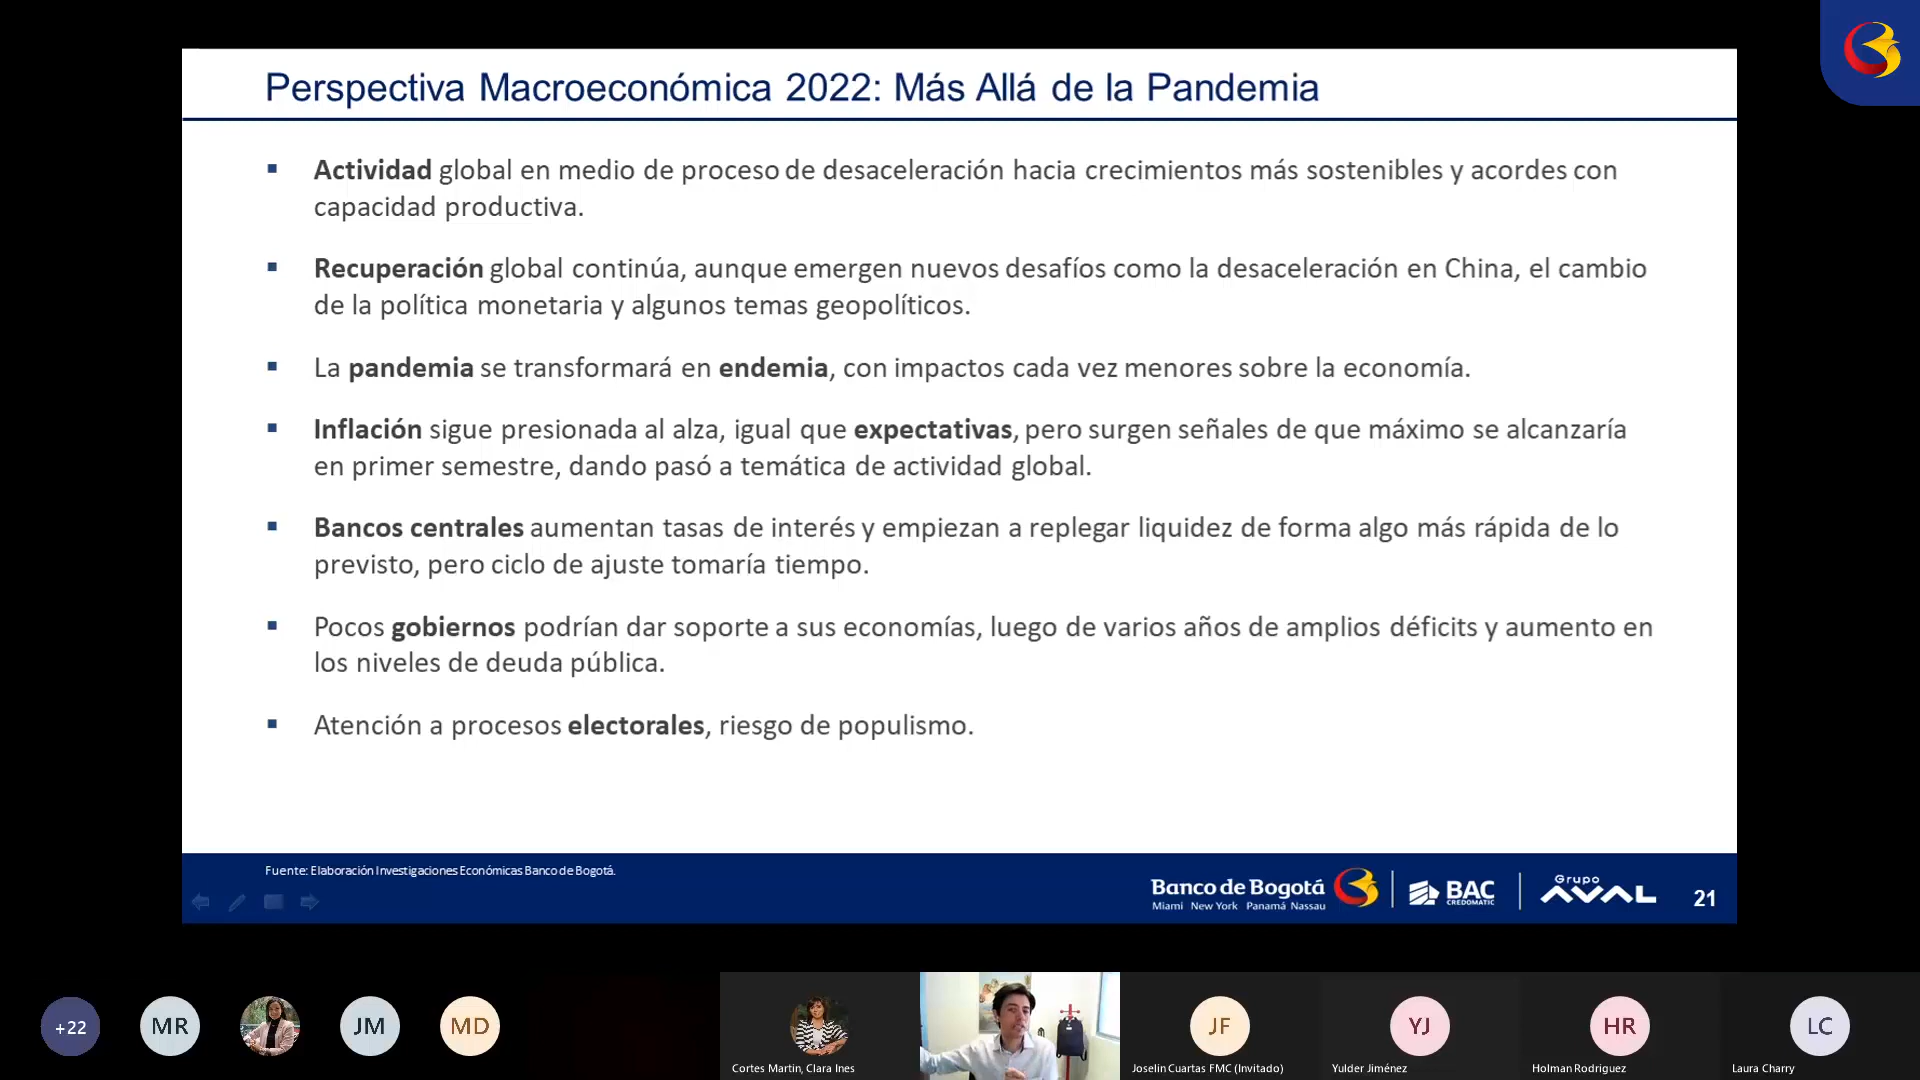 Perspectiva Macroeconómica 2022: Más Allá de la Pandemia
Actividad global en medio de proceso de desaceleración hacia crecimientos más sostenibles y acordes con
capacidad productiva.
Recuperación global continúa, aunque emergen nuevos desafíos como la desaceleración en China, el cambio
de la política monetaria y algunos temas geopolíticos.
La pandemia se transformará en endemia, con impactos cada vez menores sobre la economía.
Inflación sigue presionada al alza, igual que expectativas, pero surgen señales de que máximo se alcanzaría
en primer semestre, dando pasó a temática de actividad global.
Bancos centrales aumentan tasas de interés y empiezan a replegar liquidez de forma algo más rápida de lo
previsto, pero ciclo de ajuste tomaría tiempo.
Pocos gobiernos podrían dar soporte a sus economías, luego de varios años de amplios déficits y aumento en
los niveles de deuda pública.
Atención a procesos electorales, riesgo de populismo.
Fuente: Elaboración Investigaciones Económicas Banco de Bogotá.
Banco de Bogotá
Miami New York Panamá Nassau
BAC
CREDOMATIC
Grupo
AVAL
21
+22
MR
JM
MD
JF
YJ
HR
LC
Cortes Martin, Clara Ines
Joselin Cuartas FMC (Invitado)
Yulder Jiménez
Holman Rodriguez
Laura Charry